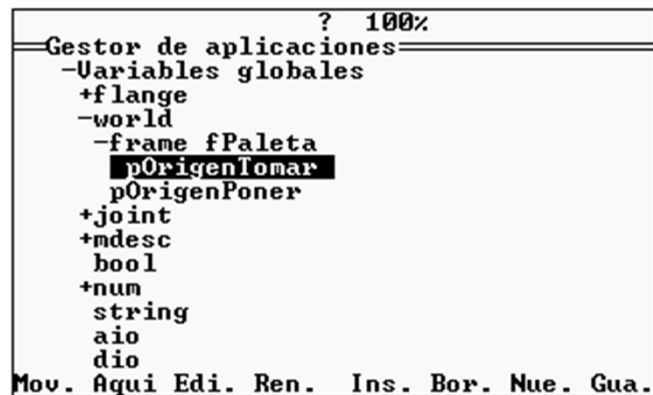 ? 100%
Gestor de aplicaciones
-Variables globales
+flange
-world
-frame fPaleta
pOrigenTomar
pOrigenPoner
+joint
+mdesc
bool
+num
string
aio
dio
Mov. Aqui Edi. Ren. Ins. Bor. Nue. Gua.